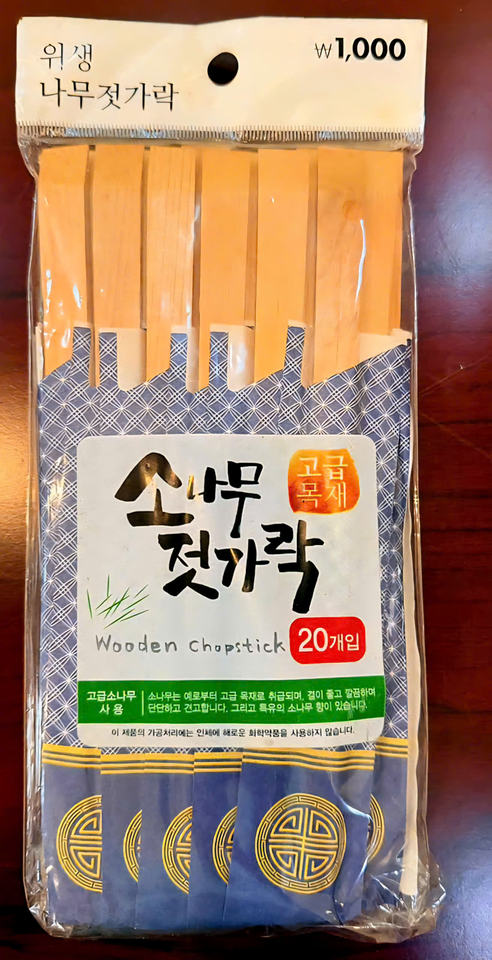 위생
₩1,000
나무젓가락
소나무
젓가락
고급
목재
Wooden Chopstick
20개입
고급소나무
사 용
소나무는 예로부터 고급 목재로 취급되며, 결이 좋고 깔끔하며
단단하고 견고합니다. 그리고 특유의 소나무 향이 있습니다.
이 제품의 가공처리에는 인체에 해로운 화학약품을 사용하지 않습니다.